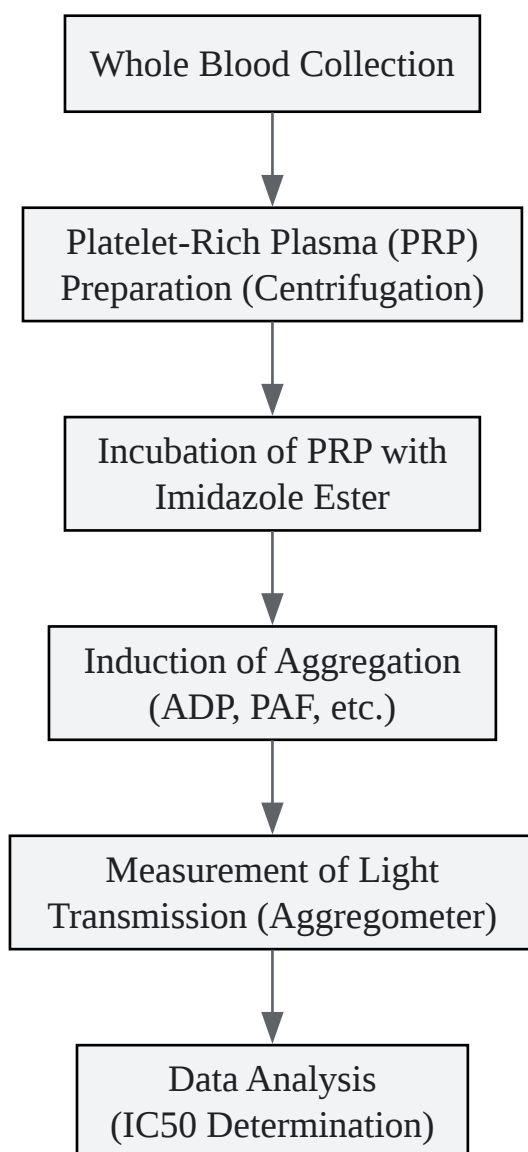 Whole Blood Collection
Platelet-Rich Plasma (PRP)
Preparation (Centrifugation)
Incubation of PRP with
Imidazole Ester
Induction of Aggregation
(ADP, PAF, etc.)
Measurement of Light
Transmission (Aggregometer)
Data Analysis
(IC50 Determination)